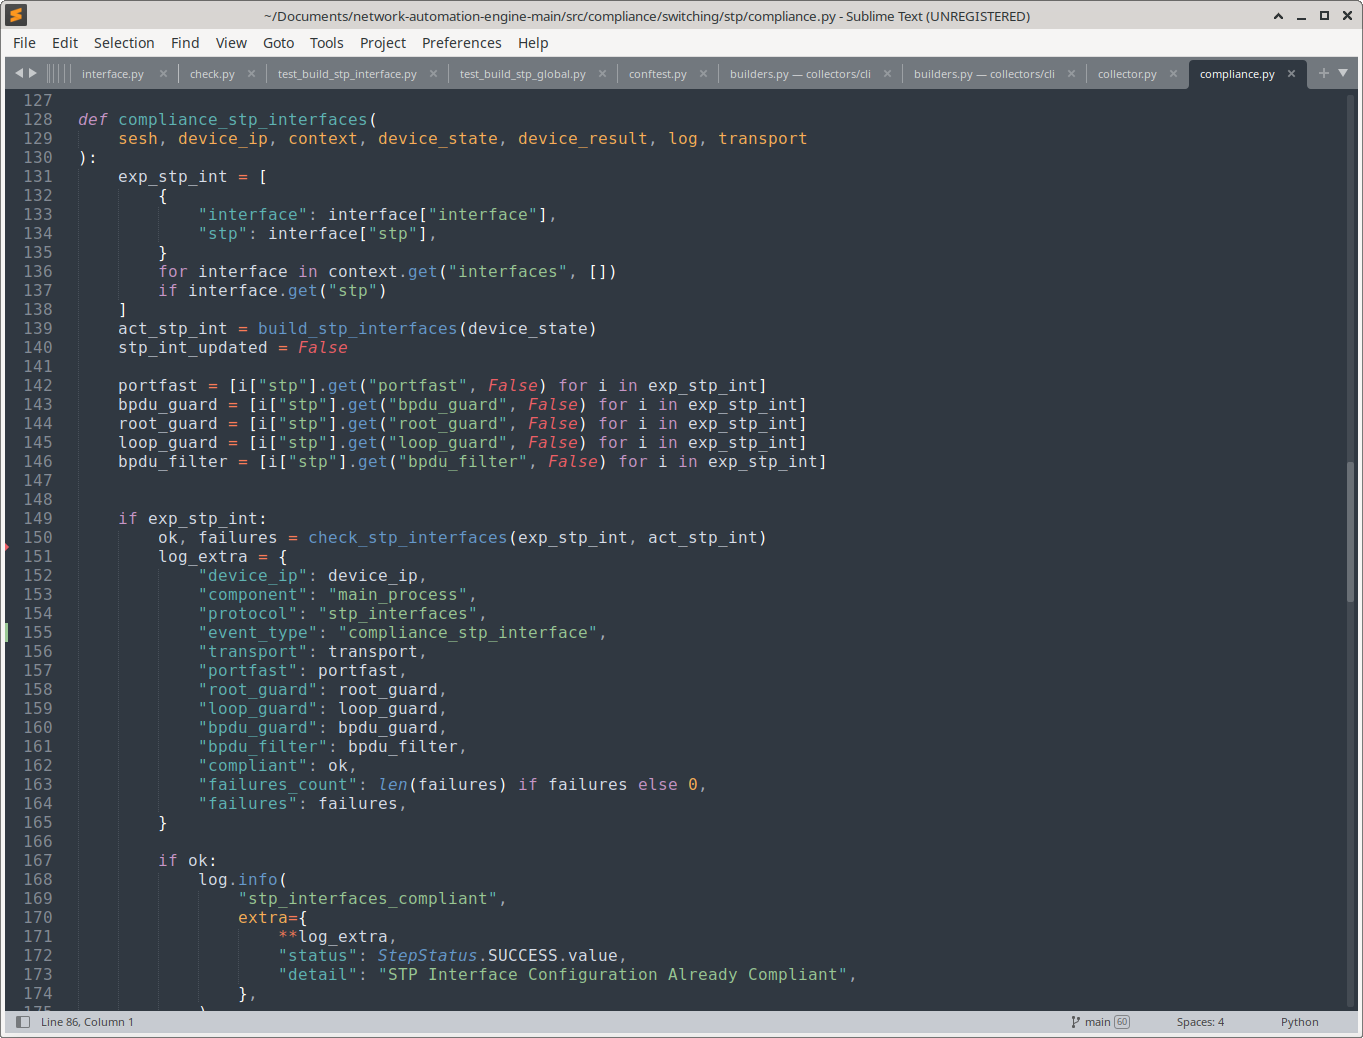 ~/Documents/network-automation-engine-main/src/compliance/switching/stp/compliance.py - Sublime Text (UNREGISTERED)
File Edit Selection Find View Goto Tools Project Preferences Help
interface.py × check.py × test_build_stp_interface.py × test_build_stp_global.py × conftest.py × builders.py — collectors/cli × builders.py — collectors/cli × collector.py × compliance.py ×
127
128 def compliance_stp_interfaces(
129     sesh, device_ip, context, device_state, device_result, log, transport
130 ):
131     exp_stp_int = [
132         {
133             "interface": interface["interface"],
134             "stp": interface["stp"],
135         }
136         for interface in context.get("interfaces", [])
137         if interface.get("stp")
138     ]
139     act_stp_int = build_stp_interfaces(device_state)
140     stp_int_updated = False
141
142     portfast = [i["stp"].get("portfast", False) for i in exp_stp_int]
143     bpdu_guard = [i["stp"].get("bpdu_guard", False) for i in exp_stp_int]
144     root_guard = [i["stp"].get("root_guard", False) for i in exp_stp_int]
145     loop_guard = [i["stp"].get("loop_guard", False) for i in exp_stp_int]
146     bpdu_filter = [i["stp"].get("bpdu_filter", False) for i in exp_stp_int]
147
148
149     if exp_stp_int:
150         ok, failures = check_stp_interfaces(exp_stp_int, act_stp_int)
151         log_extra = {
152             "device_ip": device_ip,
153             "component": "main_process",
154             "protocol": "stp_interfaces",
155             "event_type": "compliance_stp_interface",
156             "transport": transport,
157             "portfast": portfast,
158             "root_guard": root_guard,
159             "loop_guard": loop_guard,
160             "bpdu_guard": bpdu_guard,
161             "bpdu_filter": bpdu_filter,
162             "compliant": ok,
163             "failures_count": len(failures) if failures else 0,
164             "failures": failures,
165         }
166
167         if ok:
168             log.info(
169                 "stp_interfaces_compliant",
170                 extra={
171                     **log_extra,
172                     "status": StepStatus.SUCCESS.value,
173                     "detail": "STP Interface Configuration Already Compliant",
174                 },
175             )
Line 86, Column 1 main 60 Spaces: 4 Python